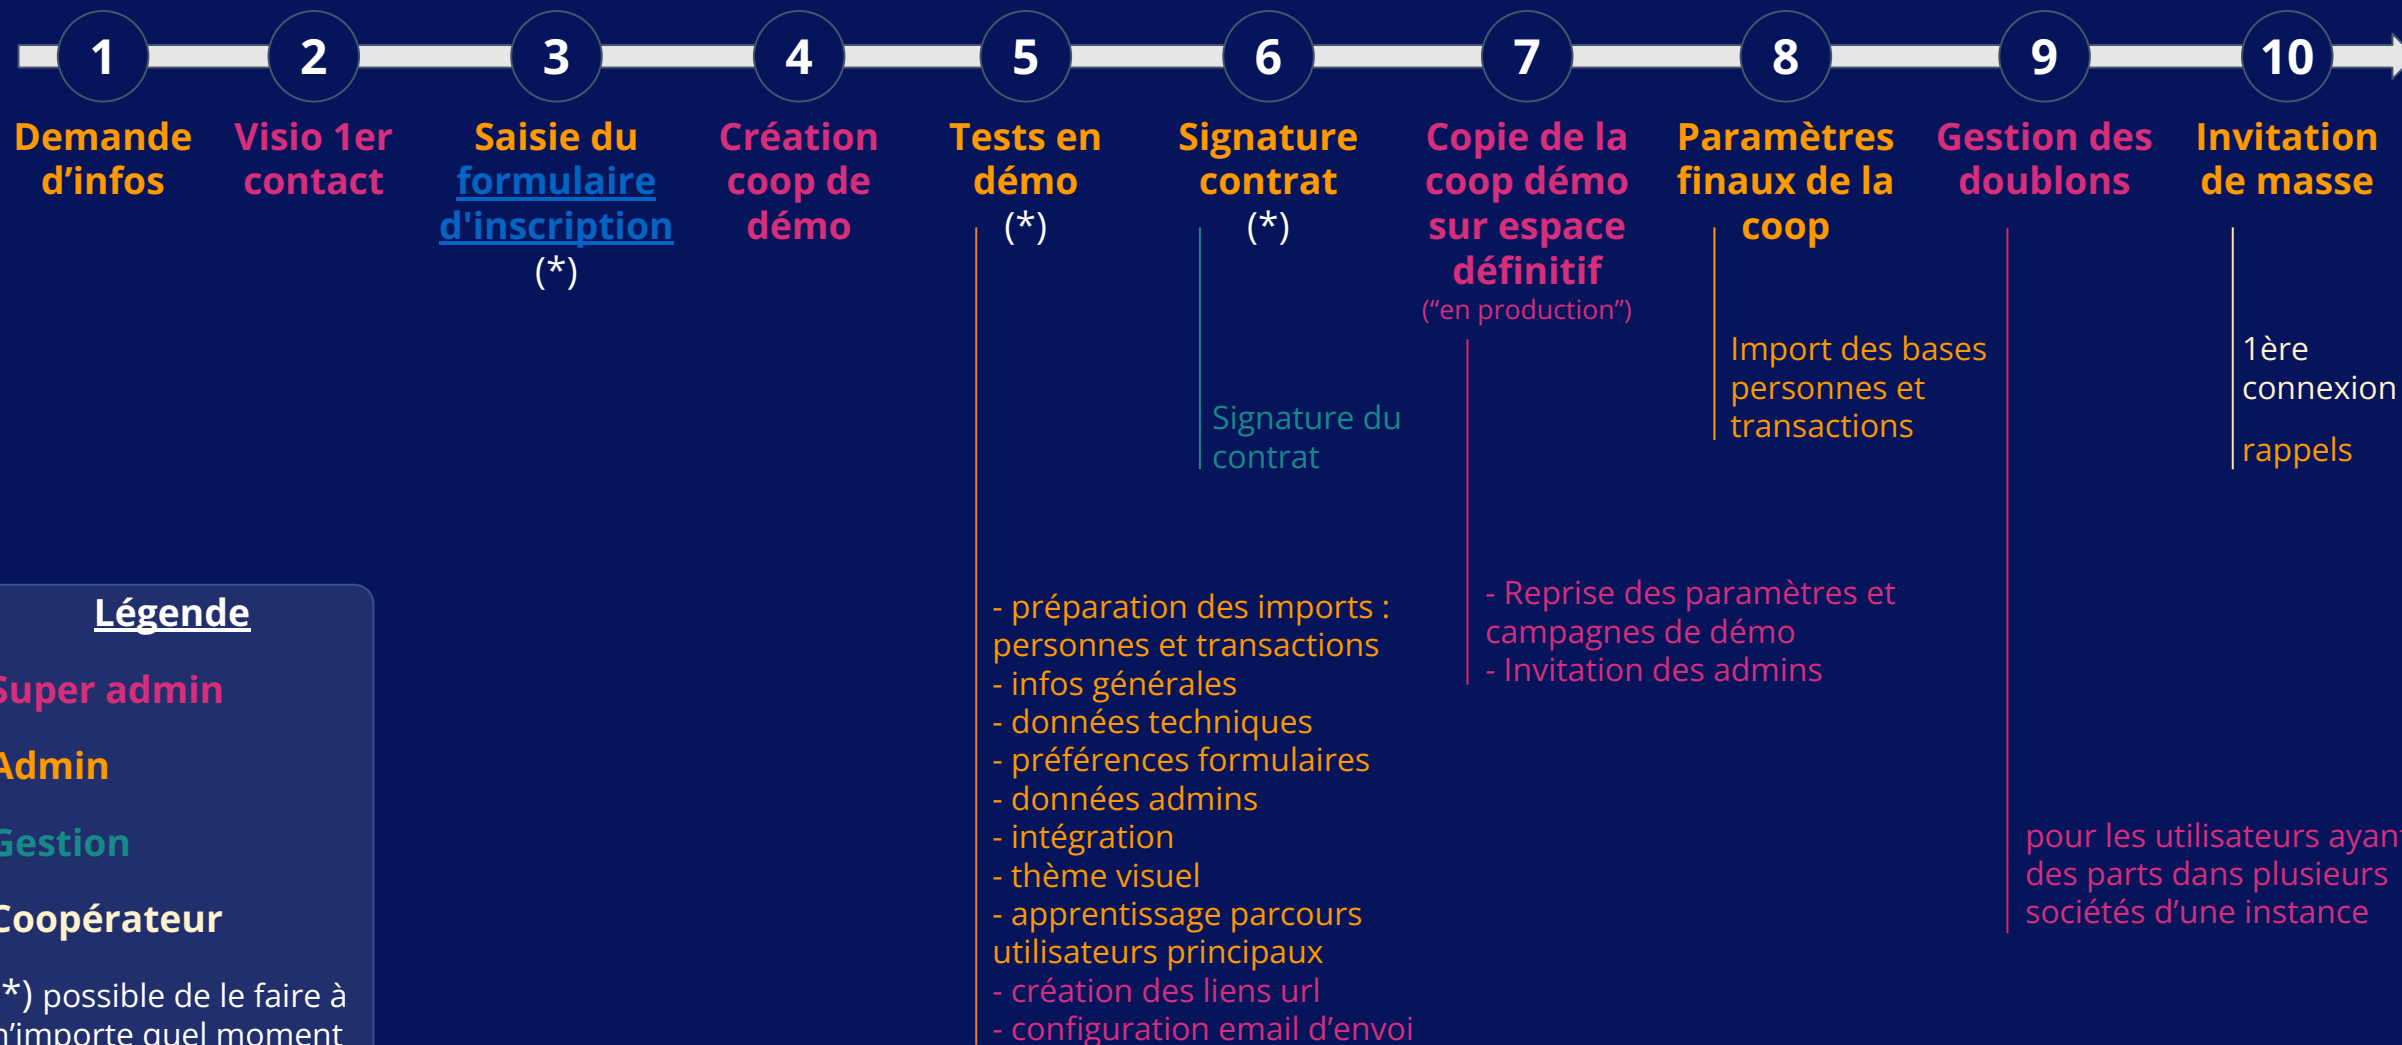 1
2
3
4
5
6
7
8
9
10
Demande
d’infos
Visio 1er
contact
Saisie du
formulaire
d'inscription
(*)
Création
coop de
démo
Tests en
démo
(*)
Signature
contrat
(*)
Copie de la
coop démo
sur espace
définitif
(“en production”)
Paramètres
finaux de la
coop
Gestion des
doublons
Invitation
de masse
Signature du
contrat
Import des bases
personnes et
transactions
1ère
connexion
rappels
- préparation des imports :
personnes et transactions
- infos générales
- données techniques
- préférences formulaires
- données admins
- intégration
- thème visuel
- apprentissage parcours
utilisateurs principaux
- création des liens url
- configuration email d’envoi
- Reprise des paramètres et
campagnes de démo
- Invitation des admins
pour les utilisateurs ayant
des parts dans plusieurs
sociétés d’une instance
Légende
Super admin
Admin
Gestion
Coopérateur
*) possible de le faire à
n’importe quel moment